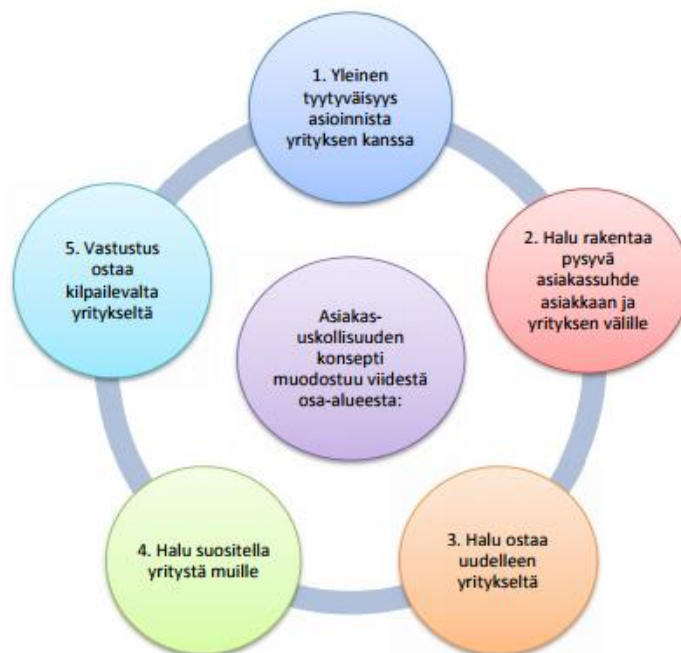 1. Yleinen
tyytyväisyys
asioinnista
yrityksen kanssa
2. Halu rakentaa
pysyvä
asiakassuhde
asiakkaan ja
yrityksen välille
3. Halu ostaa
uudelleen
yritykseltä
4. Halu suositella
yritystä muille
5. Vastustus
ostaa
kilpailevalta
yritykseltä
Asiakas-
uskollisuuden
konsepti
muodostuu viidestä
osa-alueesta: